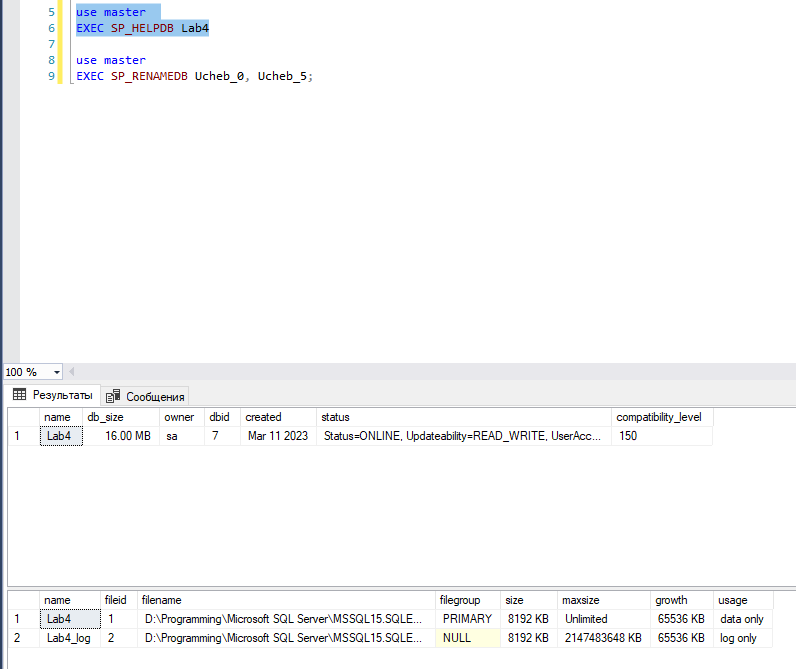 5 use master
6 EXEC SP_HELPDB Lab4
7
8 use master
9 EXEC SP_RENAMEDB Ucheb_0, Ucheb_5;
100 %
Результаты Сообщения
name db_size owner dbid created status compatibility_level
1 Lab4 16.00 MB sa 7 Mar 11 2023 Status=ONLINE, Updateability=READ_WRITE, UserAcc... 150
name fileid filename filegroup size maxsize growth usage
1 Lab4 1 D:\Programming\Microsoft SQL Server\MSSQL15.SQLE... PRIMARY 8192 KB Unlimited 65536 KB data only
2 Lab4_log 2 D:\Programming\Microsoft SQL Server\MSSQL15.SQLE... NULL 8192 KB 2147483648 KB 65536 KB log only